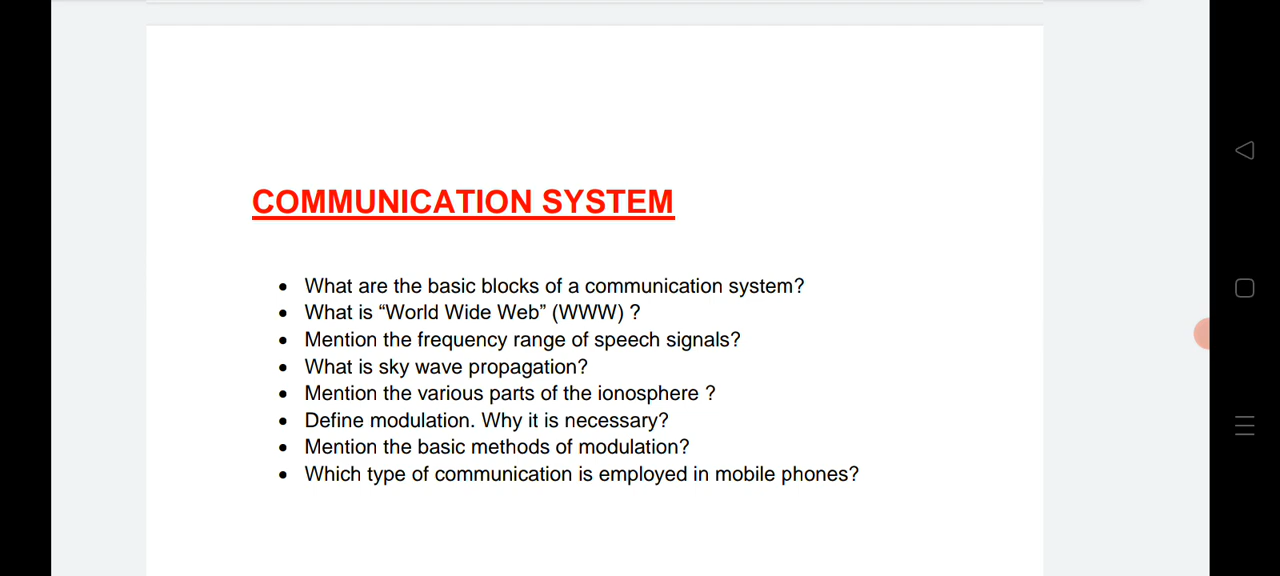 COMMUNICATION SYSTEM
• What are the basic blocks of a communication system?
• What is “World Wide Web” (WWW) ?
• Mention the frequency range of speech signals?
• What is sky wave propagation?
• Mention the various parts of the ionosphere ?
• Define modulation. Why it is necessary?
• Mention the basic methods of modulation?
• Which type of communication is employed in mobile phones?